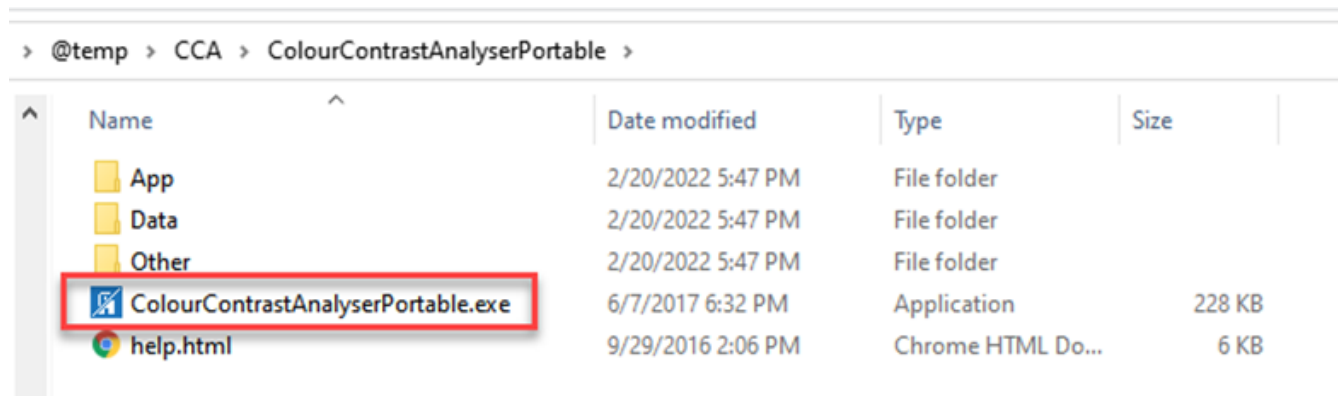 > @temp > CCA > ColourContrastAnalyserPortable >
Name Date modified Type Size
App 2/20/2022 5:47 PM File folder
Data 2/20/2022 5:47 PM File folder
Other 2/20/2022 5:47 PM File folder
ColourContrastAnalyserPortable.exe 6/7/2017 6:32 PM Application 228 KB
help.html 9/29/2016 2:06 PM Chrome HTML Do... 6 KB